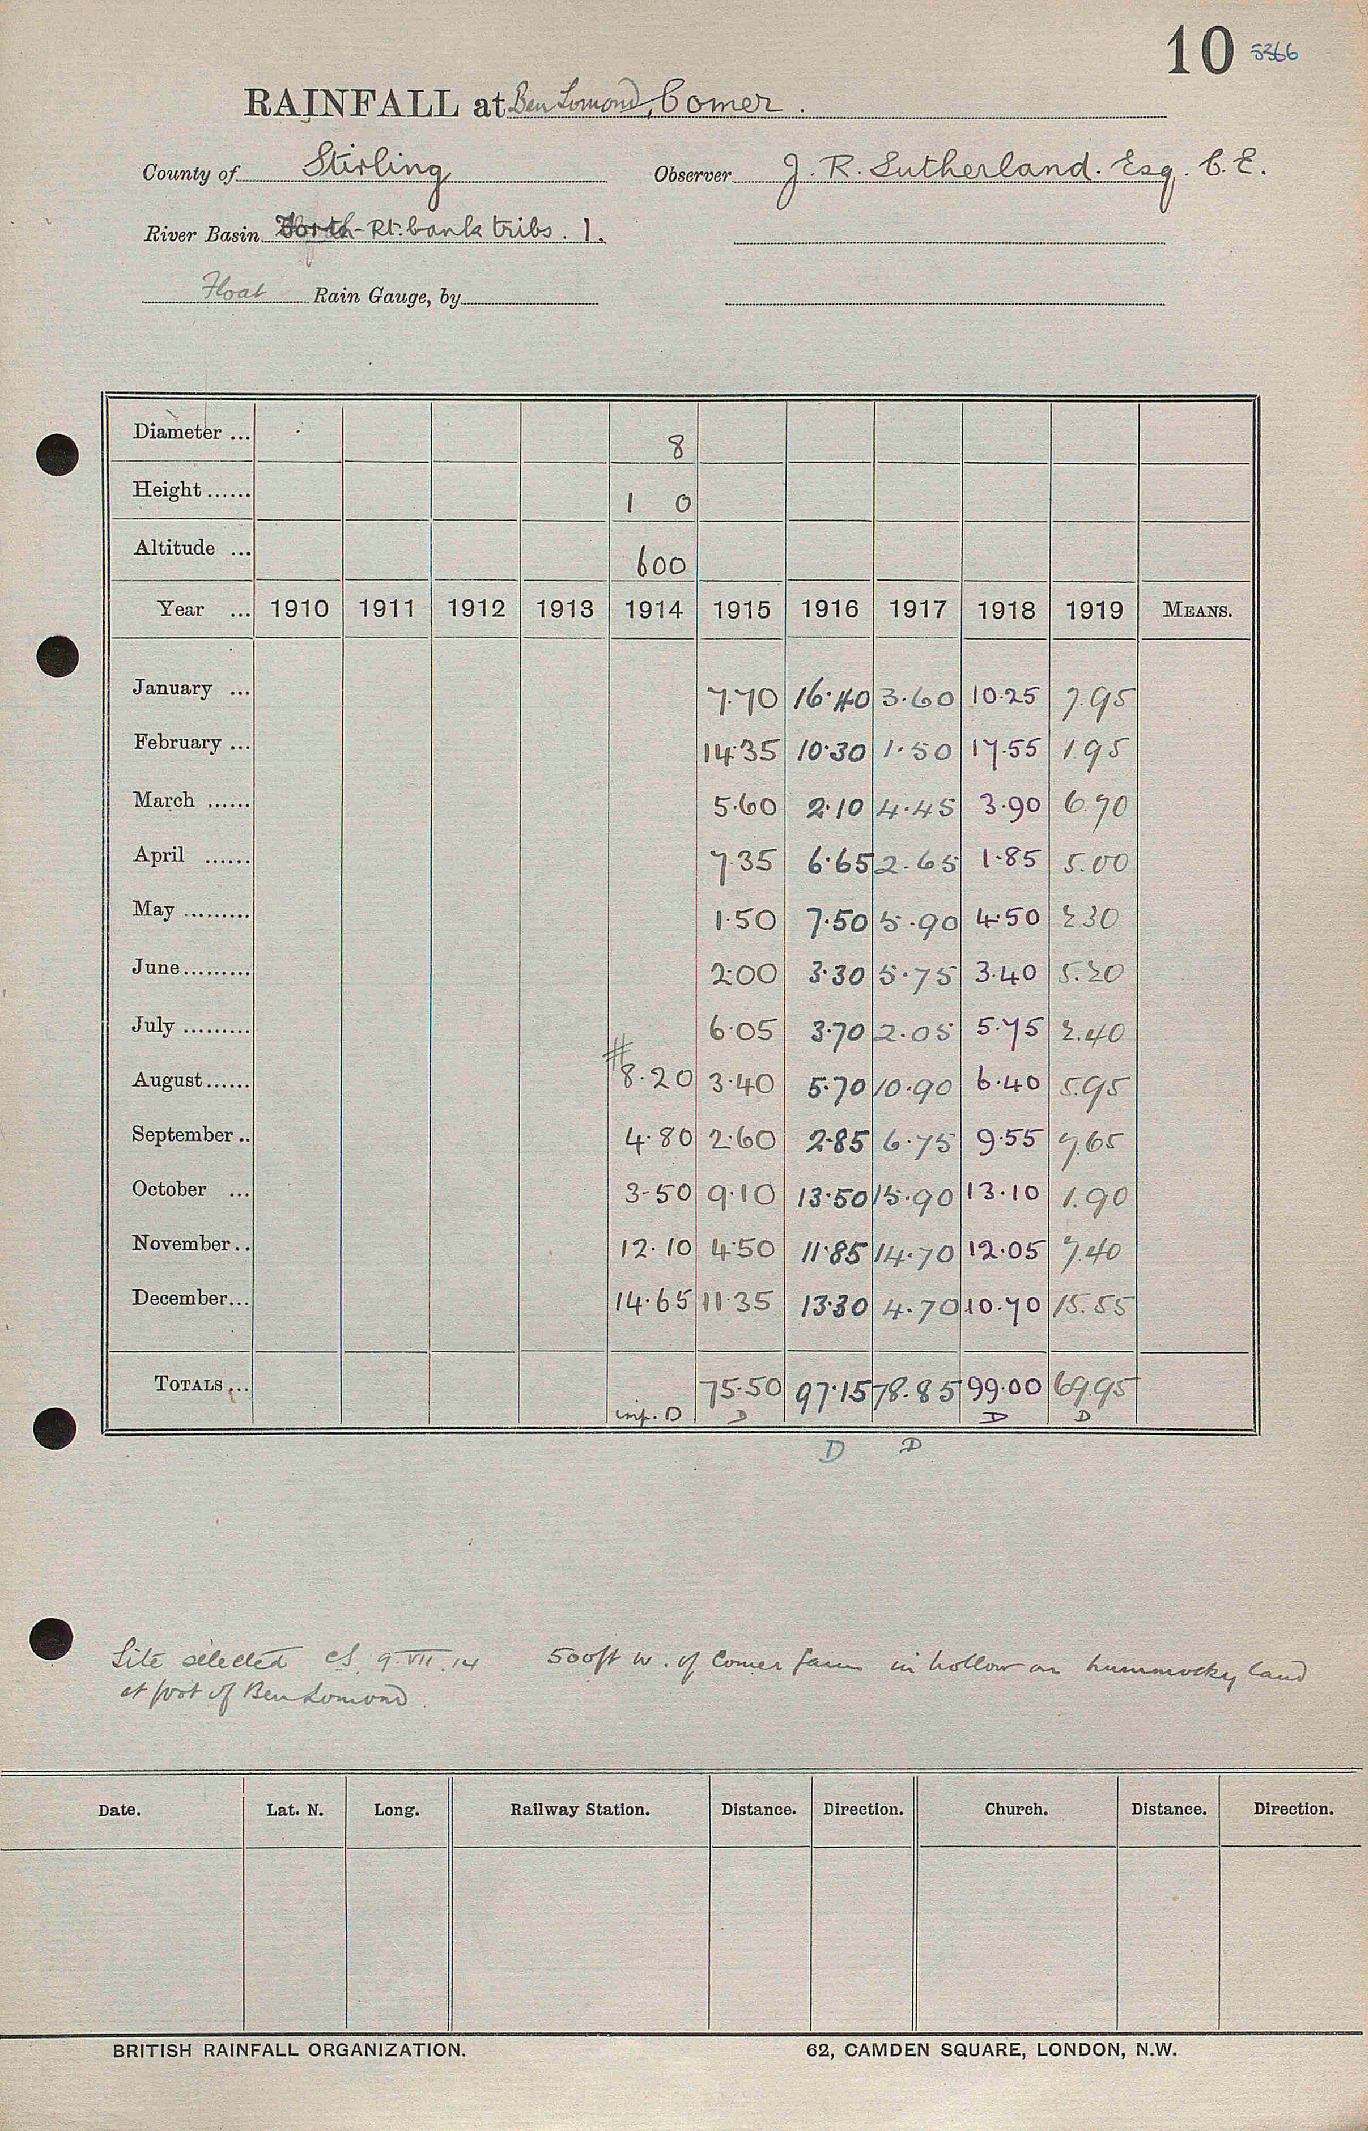 10 5366
RAINFALL at Ben Lomond, Comer.
County of Stirling Observer J. R. Sutherland. Esq. C.E.
River Basin Forth - Rt. bank tribs. 1.
Float Rain Gauge, by
Diameter ... 8
Height ...... 1 0
Altitude ... 600
Year ... 1910 1911 1912 1913 1914 1915 1916 1917 1918 1919 MEANS.
January ... 7.70 16.40 3.60 10.25 7.95
February ... 14.35 10.30 1.50 17.55 1.95
March ...... 5.60 2.10 4.45 3.90 6.70
April ...... 7.35 6.65 2.65 1.85 5.00
May ......... 1.50 7.50 5.90 4.50 2.30
June ......... 2.00 3.30 5.75 3.40 5.20
July ......... 6.05 3.70 2.05 5.75 2.40
August ...... #8.20 3.40 5.70 10.90 6.40 5.95
September .. 4.80 2.60 2.85 6.75 9.55 7.65
October ... 3.50 9.10 13.50 15.90 13.10 1.90
November .. 12.10 4.50 11.85 14.70 12.05 7.40
December ... 14.65 11.35 13.30 4.70 10.70 15.55
TOTALS ... 75.50 97.15 78.85 99.00 69.95
imp. D D D D
D D
Site selected CS. 9.VII.14 500ft W. of Comer farm in hollow on hummocky land
at foot of Ben Lomond.
Date. Lat. N. Long. Railway Station. Distance. Direction. Church. Distance. Direction.
BRITISH RAINFALL ORGANIZATION. 62, CAMDEN SQUARE, LONDON, N.W.